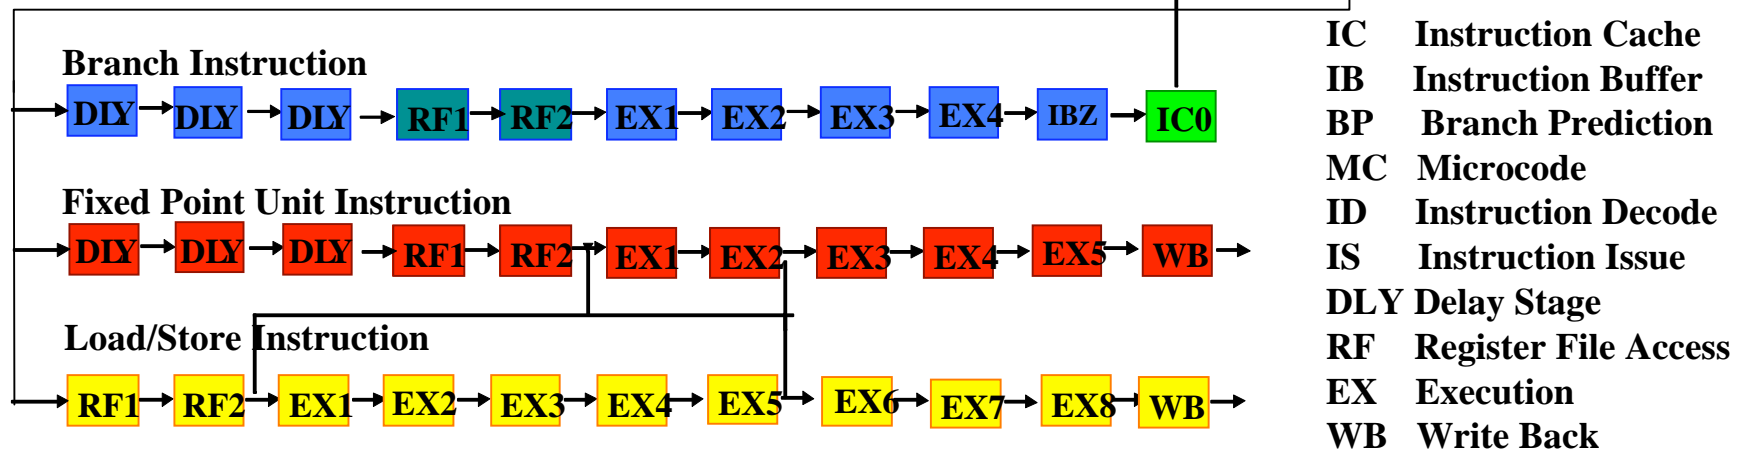 Branch Instruction
DLY DLY DLY RF1 RF2 EX1 EX2 EX3 EX4 IBZ IC0
Fixed Point Unit Instruction
DLY DLY DLY RF1 RF2 EX1 EX2 EX3 EX4 EX5 WB
Load/Store Instruction
RF1 RF2 EX1 EX2 EX3 EX4 EX5 EX6 EX7 EX8 WB
IC Instruction Cache
IB Instruction Buffer
BP Branch Prediction
MC Microcode
ID Instruction Decode
IS Instruction Issue
DLY Delay Stage
RF Register File Access
EX Execution
WB Write Back